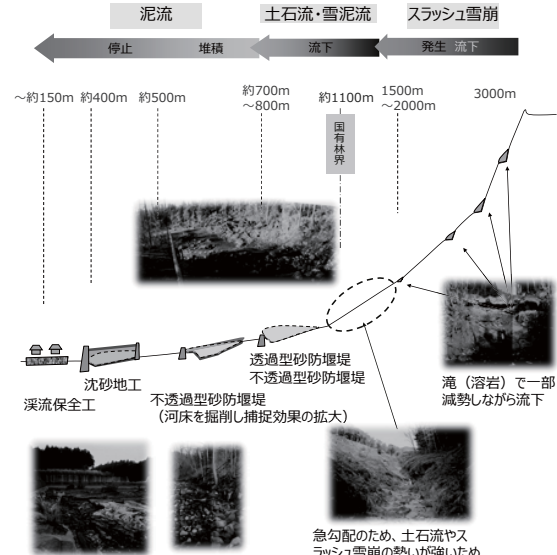 泥流
土石流・雪泥流
スラッシュ雪崩
停止
堆積
流下
発生 流下
～約150m
約400m
約500m
約700m
～800m
約1100m
1500m
～2000m
3000m
国有林界
透過型砂防堰堤
不透過型砂防堰堤
沈砂地工
渓流保全工
不透過型砂防堰堤
（河床を掘削し捕捉効果の拡大）
滝（溶岩）で一部
減勢しながら流下
急勾配のため、土石流やス
ラッシュ雪崩の勢いが強いため